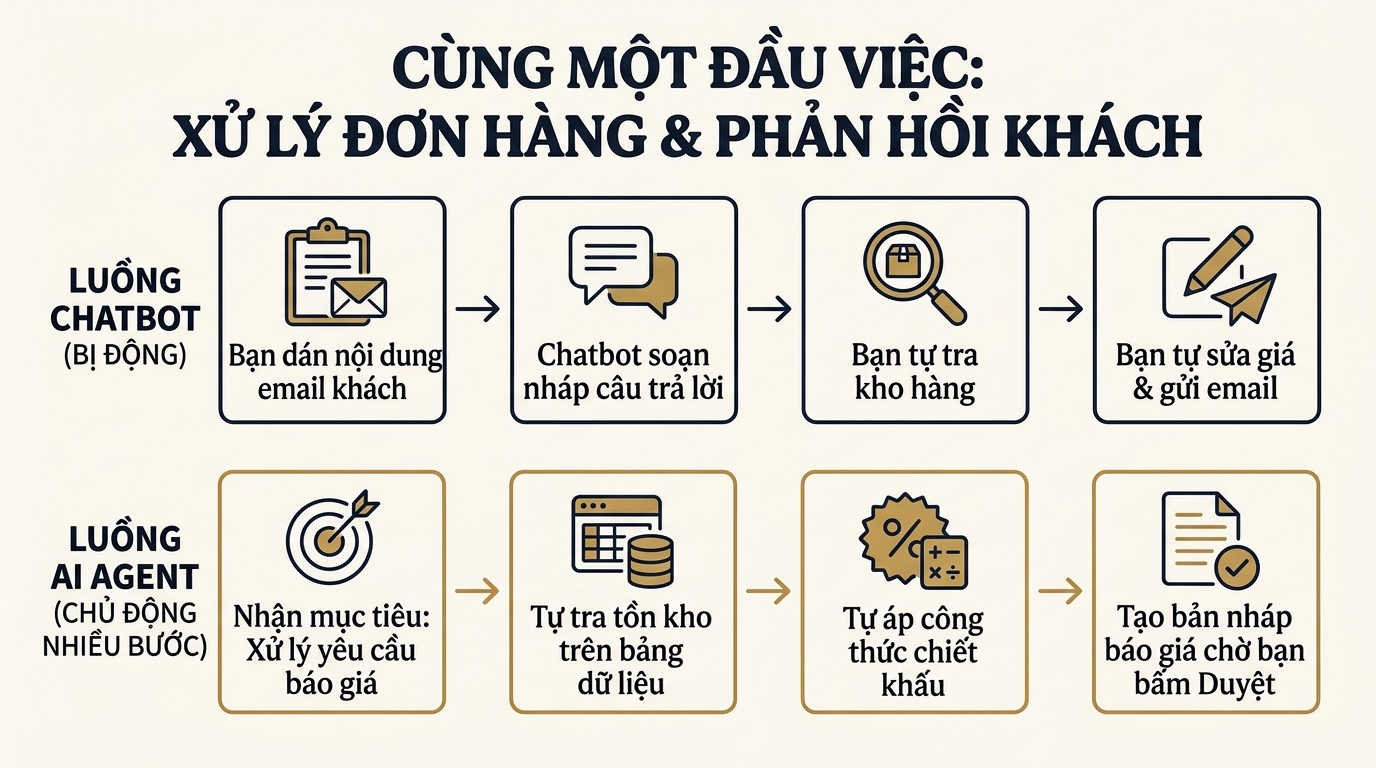 CÙNG MỘT ĐẦU VIỆC:
XỬ LÝ ĐƠN HÀNG & PHẢN HỒI KHÁCH
LUỒNG
CHATBOT
(BỊ ĐỘNG)
Bạn dán nội dung
email khách
Chatbot soạn
nháp câu trả lời
Bạn tự tra
kho hàng
Bạn tự sửa giá
& gửi email
LUỒNG
AI AGENT
(CHỦ ĐỘNG
NHIỀU BƯỚC)
Nhận mục tiêu:
Xử lý yêu cầu
báo giá
Tự tra tồn kho
trên bảng
dữ liệu
Tự áp công
thức chiết
khấu
Tạo bản nháp
báo giá chờ bạn
bấm Duyệt